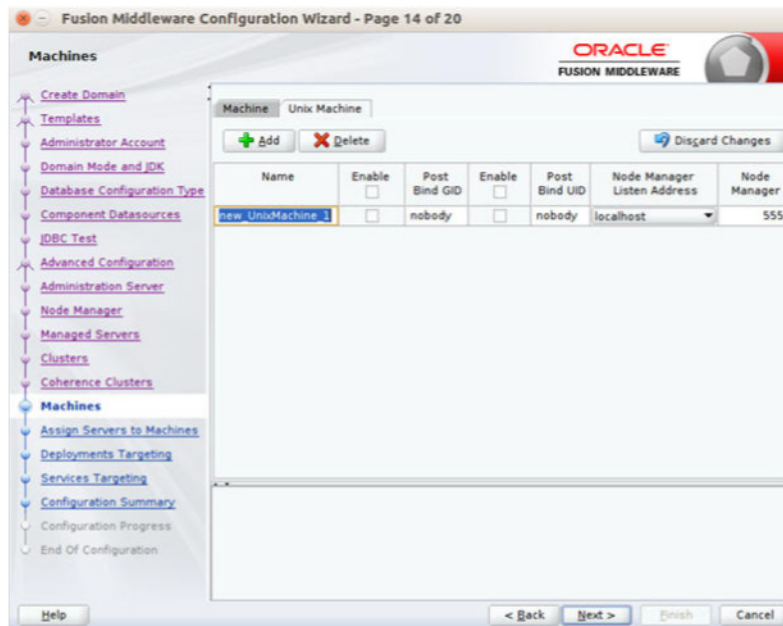 Fusion Middleware Configuration Wizard - Page 14 of 20
Machines
ORACLE
FUSION MIDDLEWARE
Create Domain
Templates
Administrator Account
Domain Mode and JDK
Database Configuration Type
Component Datasources
JDBC Test
Advanced Configuration
Administration Server
Node Manager
Managed Servers
Clusters
Coherence Clusters
Machines
Assign Servers to Machines
Deployments Targeting
Services Targeting
Configuration Summary
Configuration Progress
End Of Configuration
Machine Unix Machine
Add Delete Discard Changes
Name Enable Post Bind GID Enable Post Bind UID Node Manager Listen Address Node Manager
new_UnixMachine_1 nobody nobody localhost 555
Help < Back Next > Finish Cancel